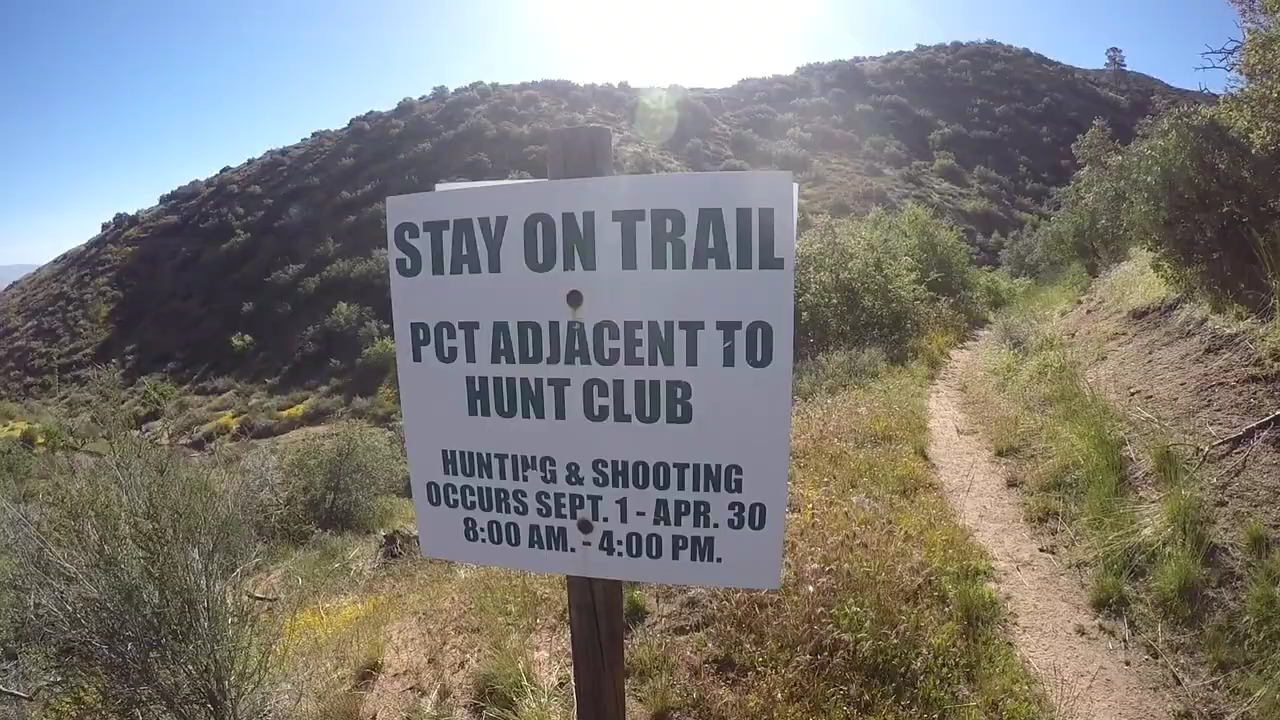 STAY ON TRAIL
PCT ADJACENT TO
HUNT CLUB
HUNTING & SHOOTING
OCCURS SEPT. 1 - APR. 30
8:00 AM. - 4:00 PM.